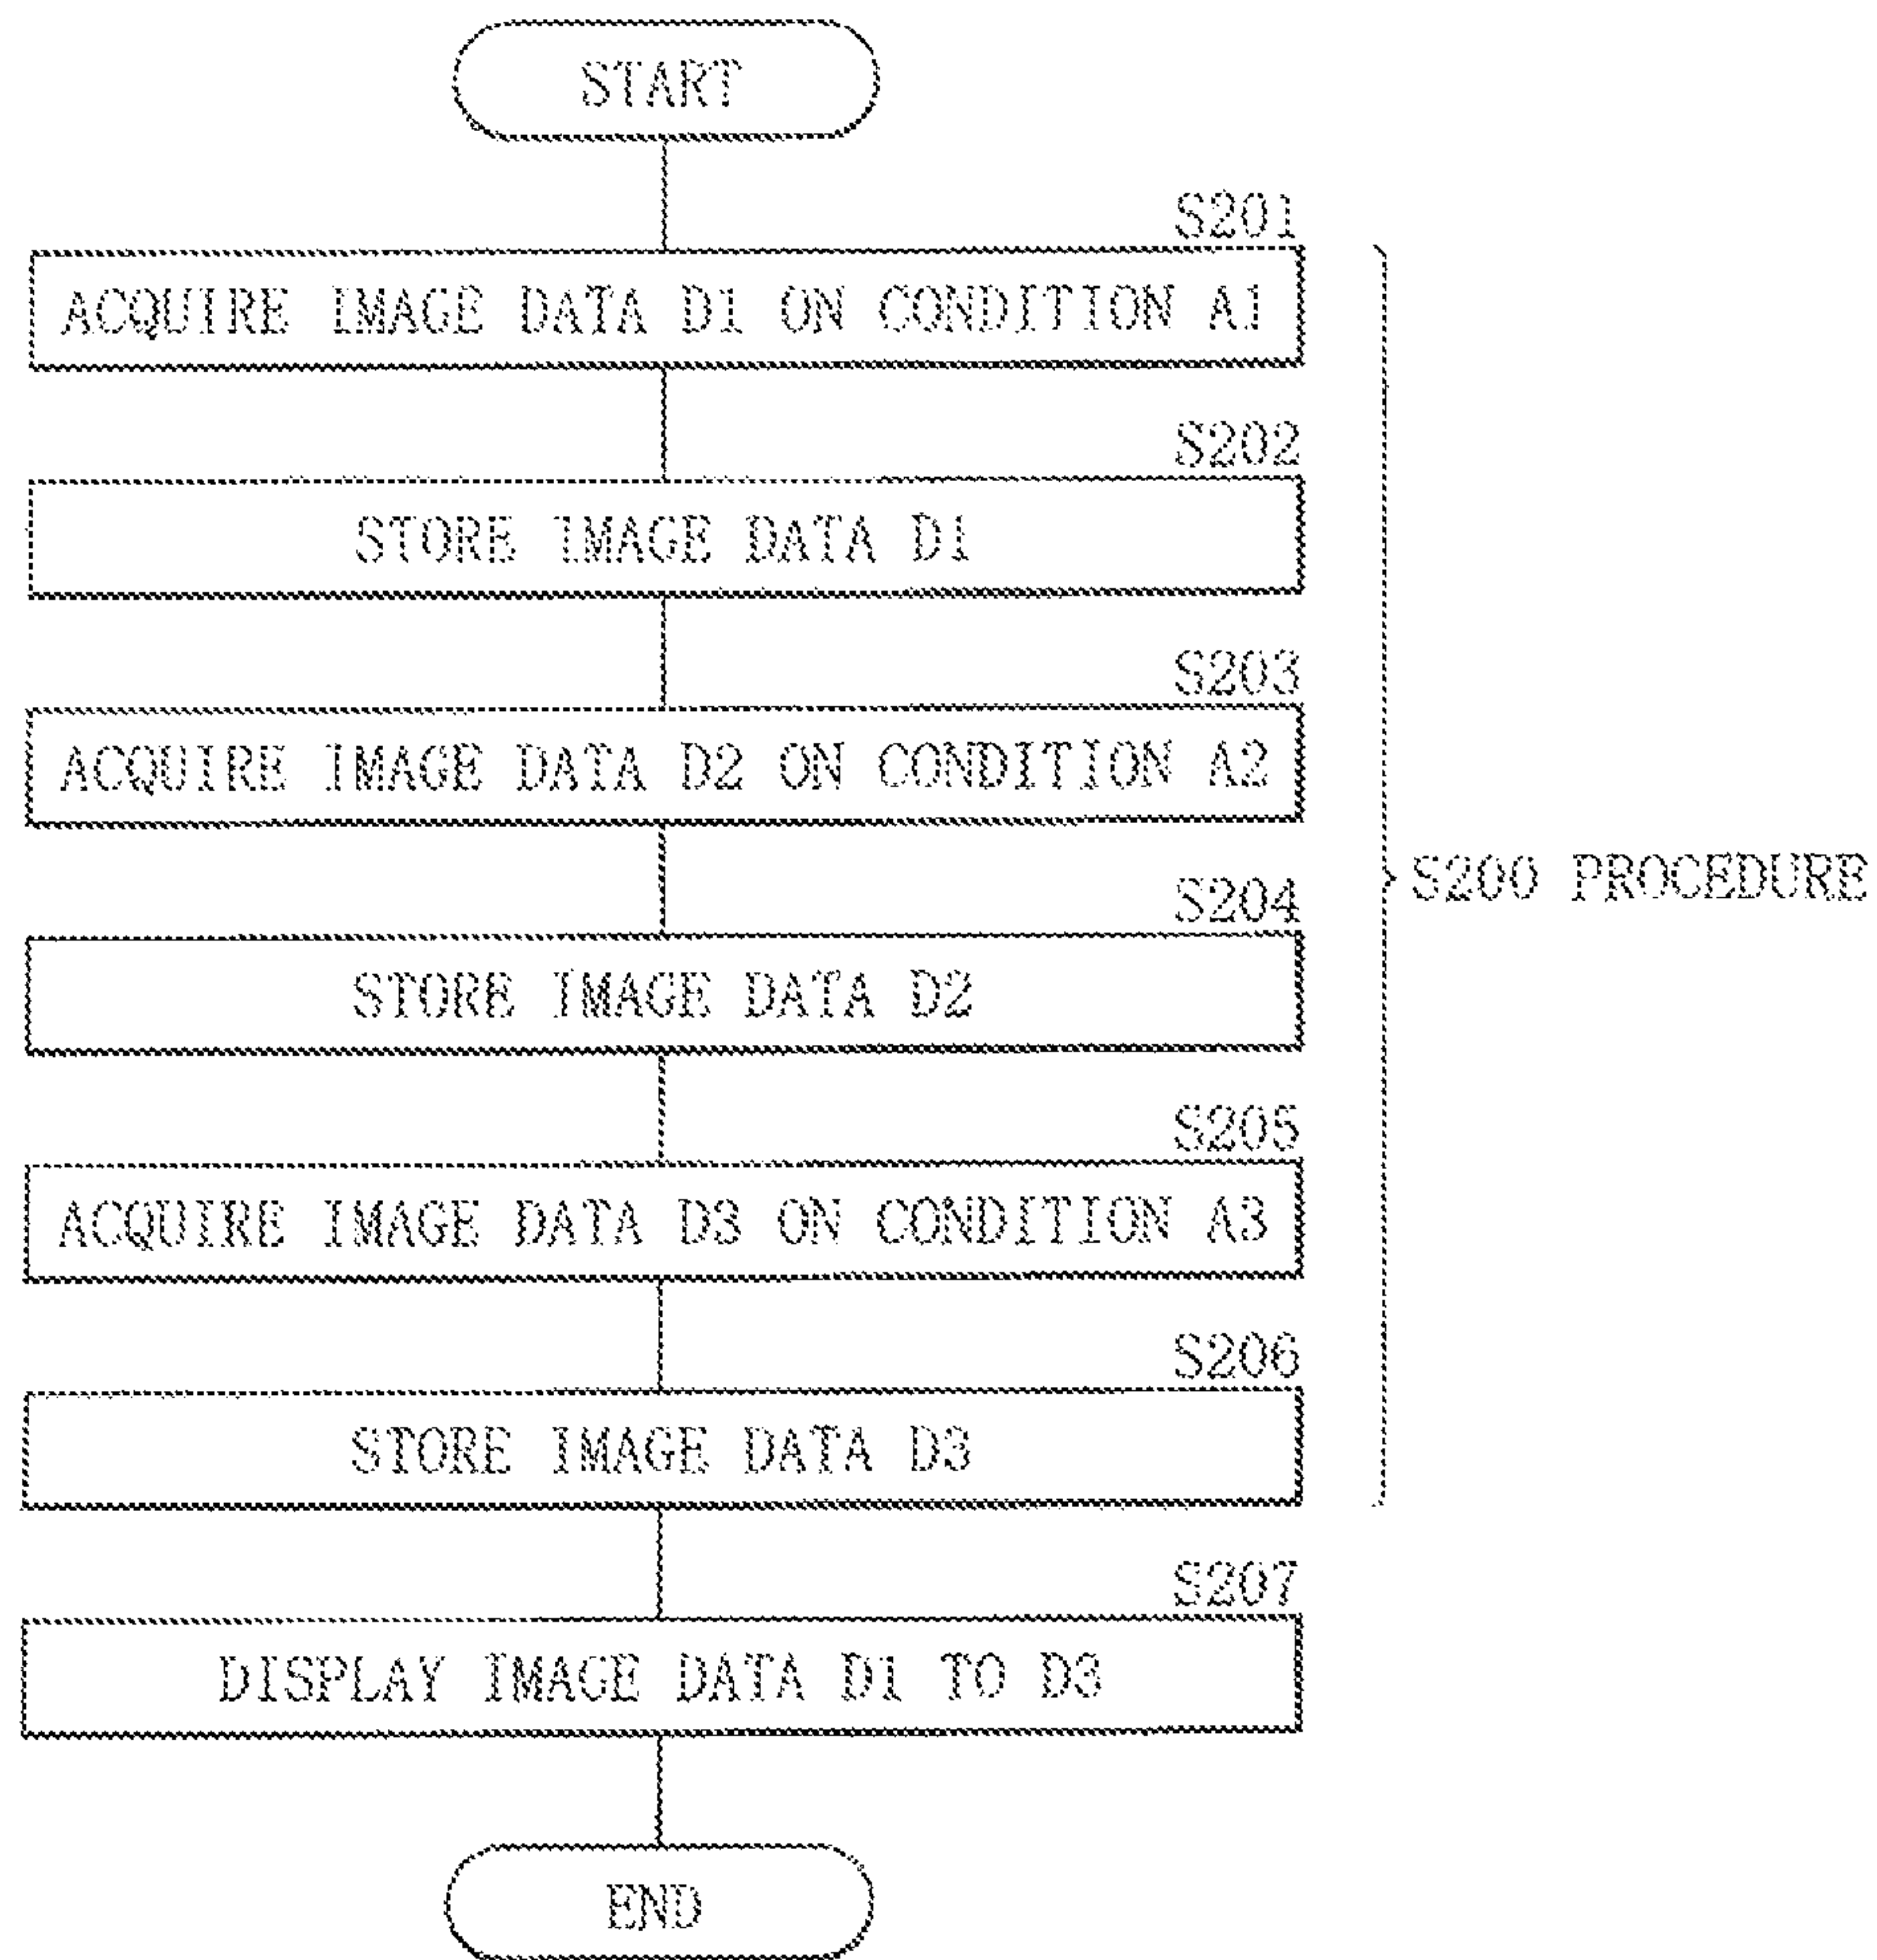 START
S201
ACQUIRE IMAGE DATA D1 ON CONDITION A1
S202
STORE IMAGE DATA D1
S203
ACQUIRE IMAGE DATA D2 ON CONDITION A2
S200 PROCEDURE
S204
STORE IMAGE DATA D2
S205
ACQUIRE IMAGE DATA D3 ON CONDITION A3
S206
STORE IMAGE DATA D3
S207
DISPLAY IMAGE DATA D1 TO D3
END